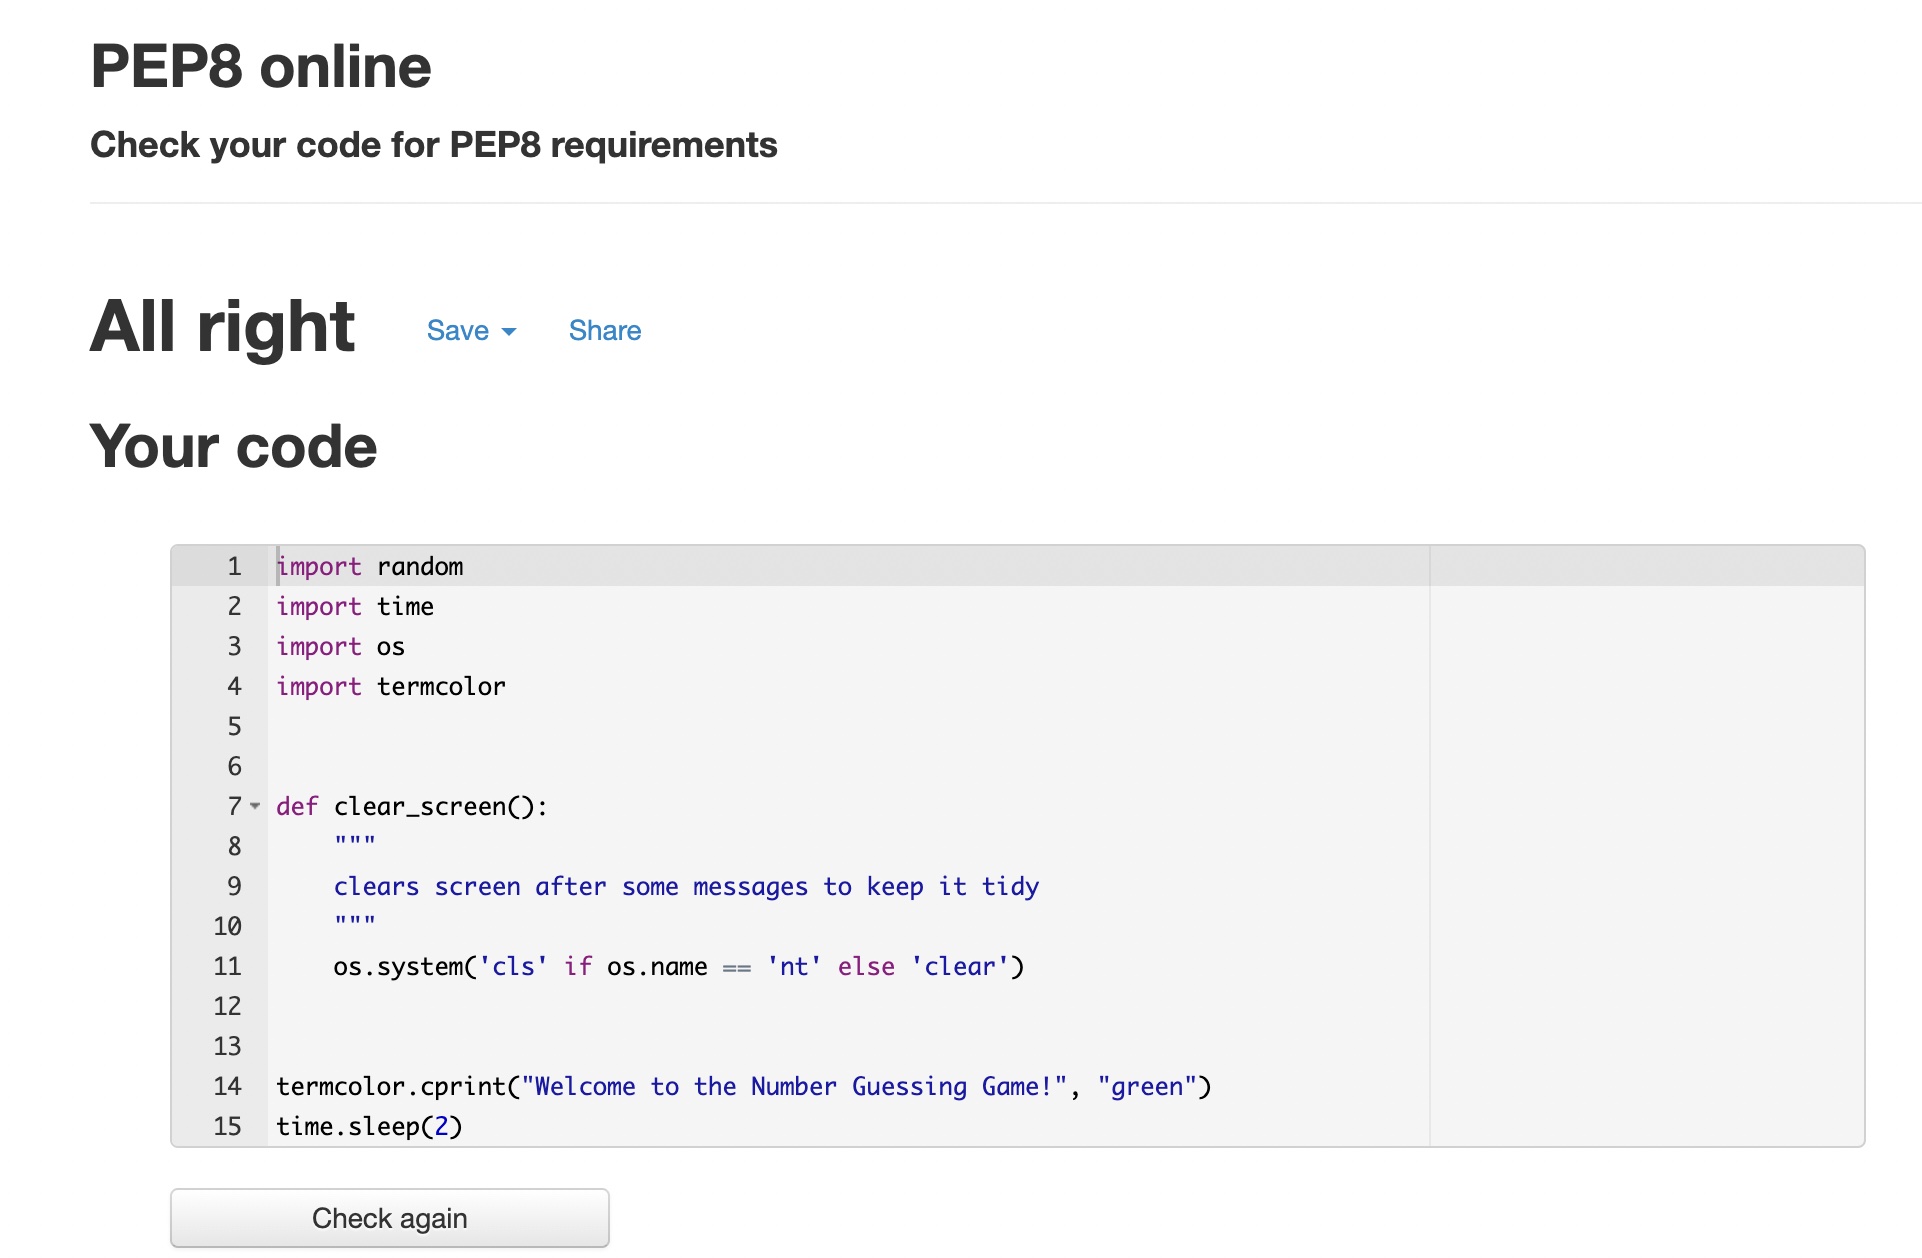 PEP8 online
Check your code for PEP8 requirements
All right Save Share
Your code
1 import random
2 import time
3 import os
4 import termcolor
5
6
7 def clear_screen():
8     """
9     clears screen after some messages to keep it tidy
10     """
11     os.system('cls' if os.name == 'nt' else 'clear')
12
13
14 termcolor.cprint("Welcome to the Number Guessing Game!", "green")
15 time.sleep(2)
Check again